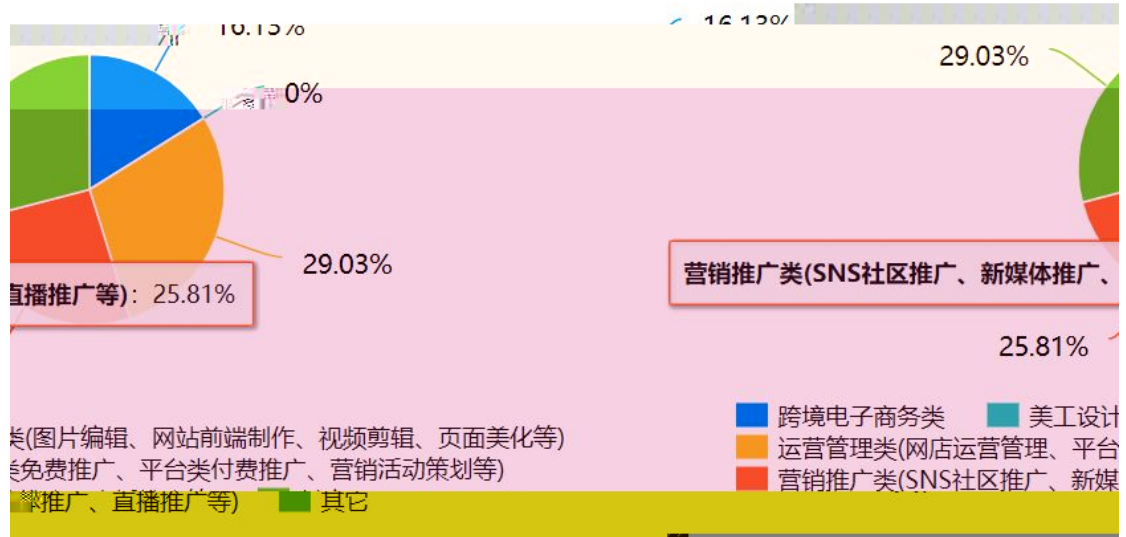 16.13%
16.13%
29.03%
0%
29.03%
直播推广等)：25.81%
营销推广类(SNS社区推广、新媒体推广、
25.81%
跨境电子商务类 美工设计
类(图片编辑、网站前端制作、视频剪辑、页面美化等)
运营管理类(网店运营管理、平台
类免费推广、平台类付费推广、营销活动策划等)
营销推广类(SNS社区推广、新媒
推广、直播推广等) 其它